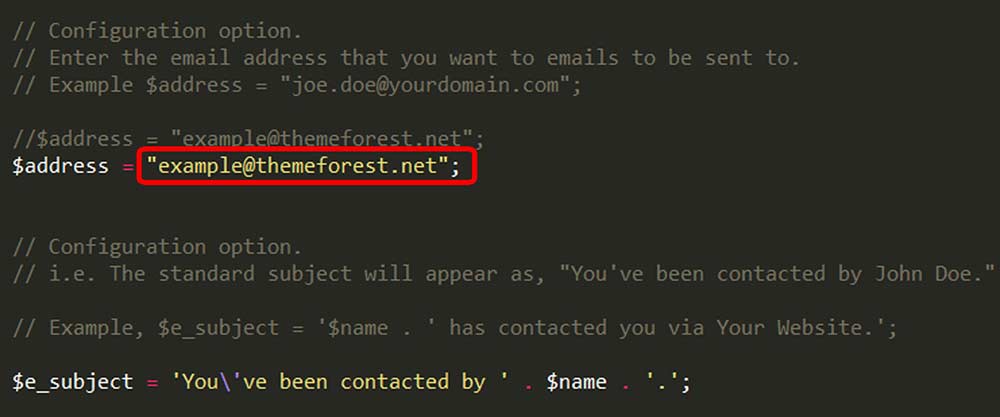 // Configuration option.
// Enter the email address that you want to emails to be sent to.
// Example $address = "joe.doe@yourdomain.com";
//$address = "example@themeforest.net";
$address = "example@themeforest.net";
// Configuration option.
// i.e. The standard subject will appear as, "You've been contacted by John Doe."
// Example, $e_subject = '$name . ' has contacted you via Your Website.';
$e_subject = 'You\'ve been contacted by ' . $name . '.';